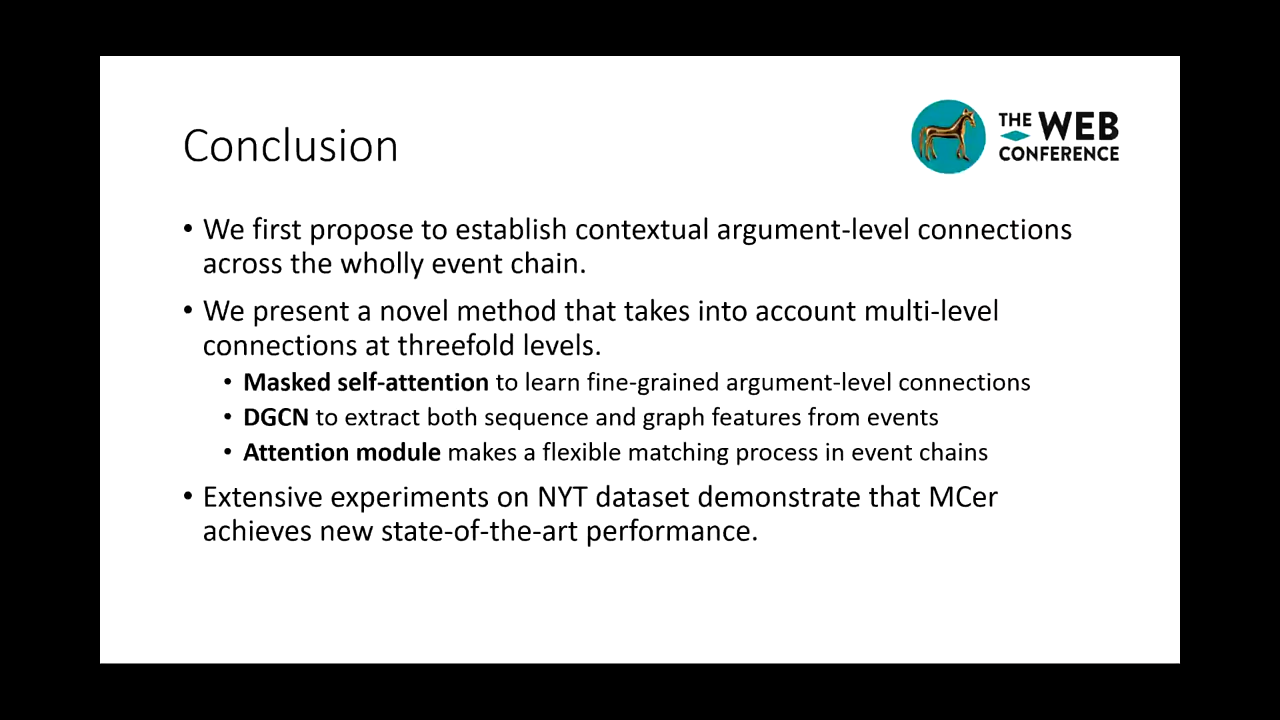 Conclusion
THE WEB
CONFERENCE
• We first propose to establish contextual argument-level connections
across the wholly event chain.
• We present a novel method that takes into account multi-level
connections at threefold levels.
• Masked self-attention to learn fine-grained argument-level connections
• DGCN to extract both sequence and graph features from events
• Attention module makes a flexible matching process in event chains
• Extensive experiments on NYT dataset demonstrate that MCer
achieves new state-of-the-art performance.